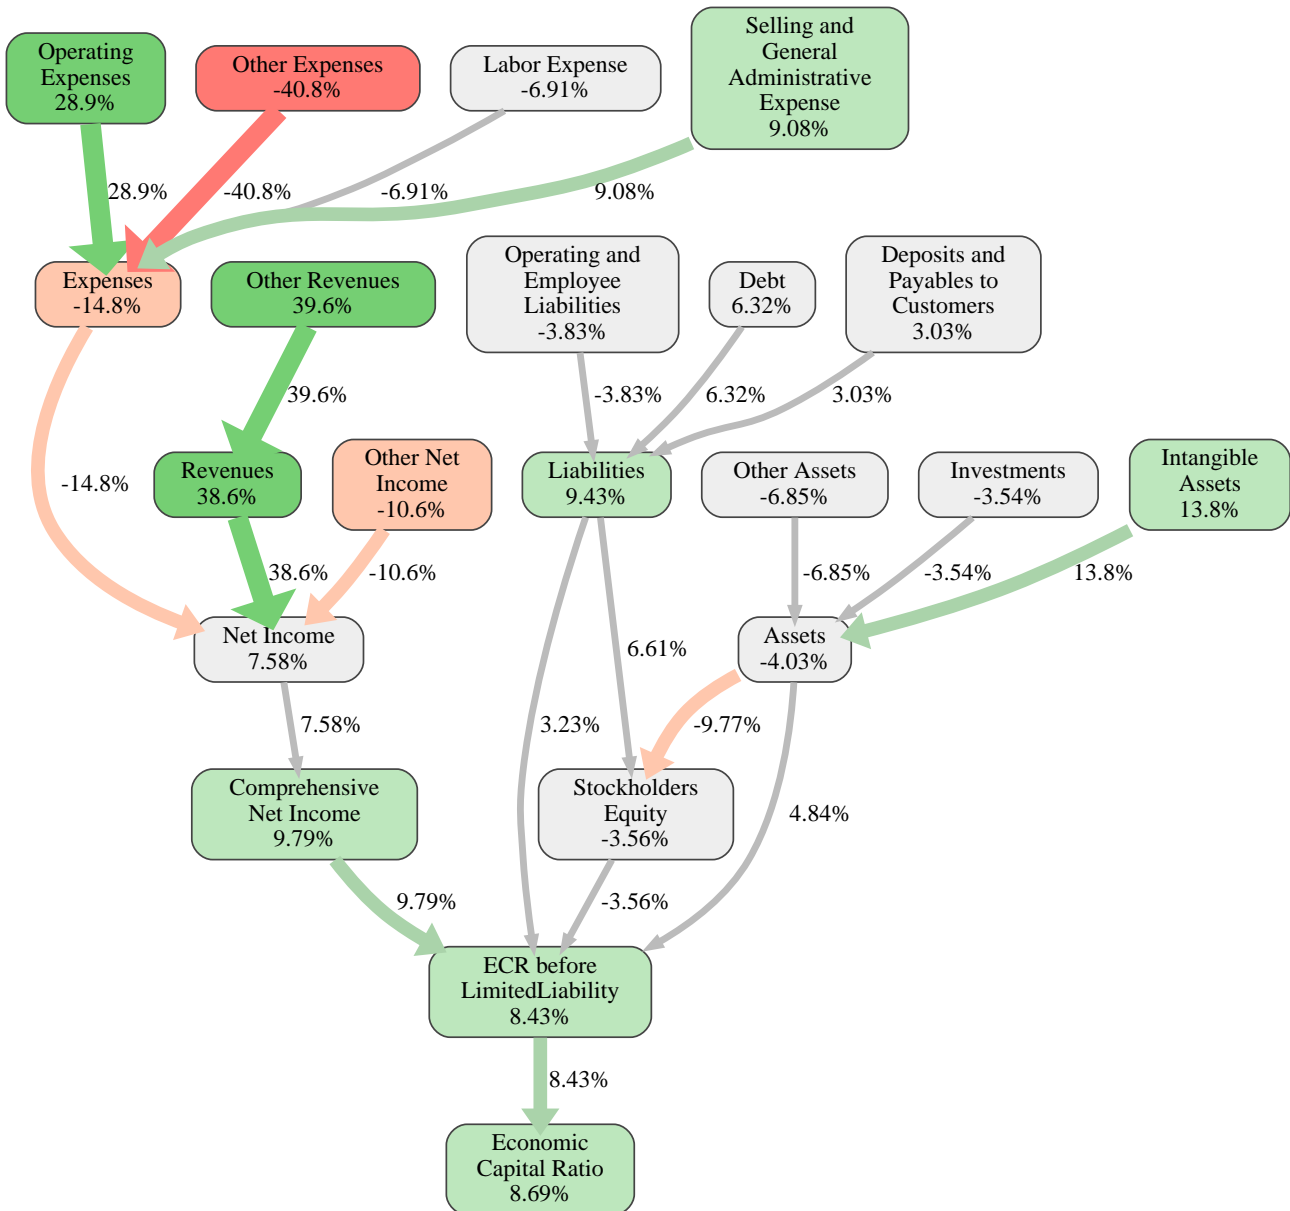 Operating
Expenses
28.9%
Other Expenses
-40.8%
Labor Expense
-6.91%
Selling and
General
Administrative
Expense
9.08%
28.9%
-40.8%
-6.91%
9.08%
Expenses
-14.8%
Other Revenues
39.6%
Operating and
Employee
Liabilities
-3.83%
Debt
6.32%
Deposits and
Payables to
Customers
3.03%
39.6%
-3.83%
6.32%
3.03%
-14.8%
Revenues
38.6%
Other Net
Income
-10.6%
Liabilities
9.43%
Other Assets
-6.85%
Investments
-3.54%
Intangible
Assets
13.8%
38.6%
-10.6%
-6.85%
-3.54%
13.8%
Net Income
7.58%
6.61%
Assets
-4.03%
7.58%
3.23%
-9.77%
Comprehensive
Net Income
9.79%
Stockholders
Equity
-3.56%
4.84%
9.79%
-3.56%
ECR before
LimitedLiability
8.43%
8.43%
Economic
Capital Ratio
8.69%